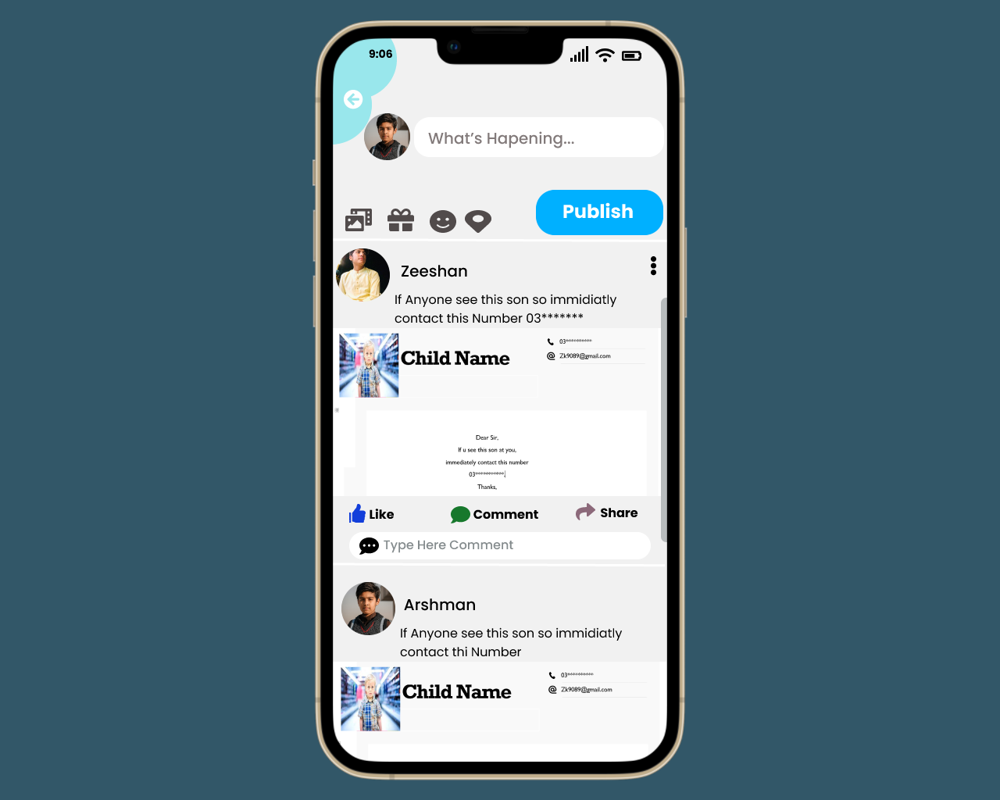 9:06
What’s Hapening...
Publish
Zeeshan
If Anyone see this son so immidiatly
contact this Number 03*******
Child Name
03**********
Zk9089@gmail.com
Dear Sir,
If u see this son at you,
immediately contact this number
03***********,
Thanks,
Like
Comment
Share
Type Here Comment
Arshman
If Anyone see this son so immidiatly
contact thi Number
Child Name
03**********
Zk9089@gmail.com